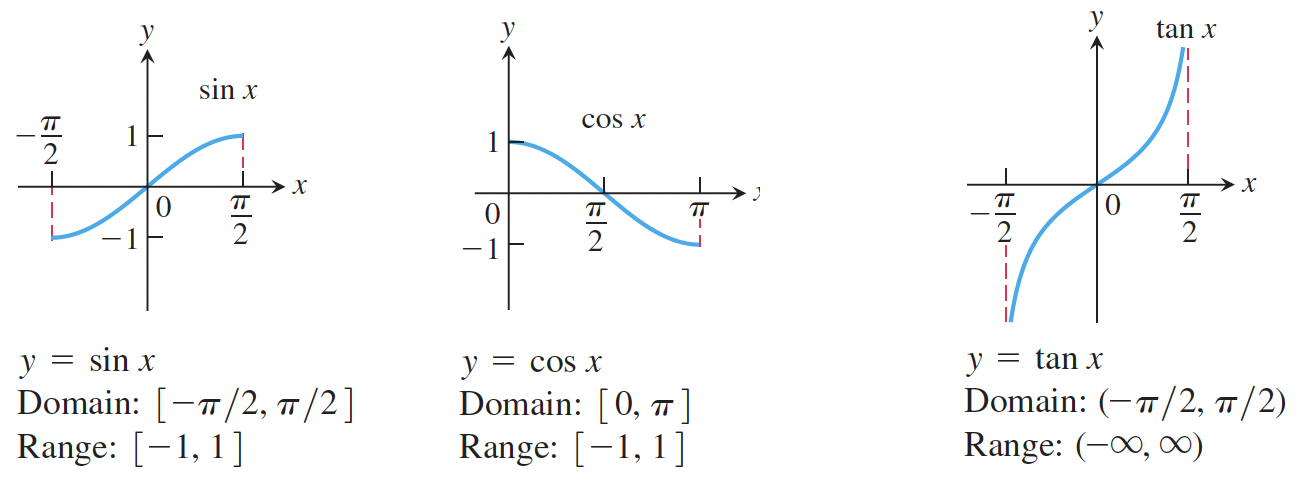 y
sin x
−π/2
1
x
0
π/2
−1
y = sin x
Domain: [−π/2, π/2]
Range: [−1, 1]
y
cos x
1
0
π/2
π
−1
y = cos x
Domain: [0, π]
Range: [−1, 1]
y
tan x
x
−π/2
0
π/2
y = tan x
Domain: (−π/2, π/2)
Range: (−∞, ∞)